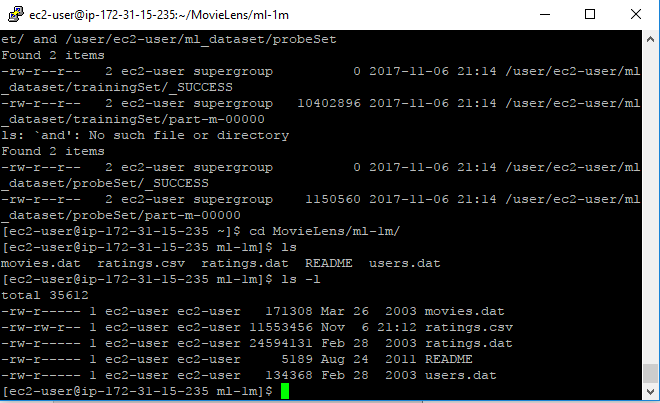 ec2-user@ip-172-31-15-235:~/MovieLens/ml-1m
et/ and /user/ec2-user/ml_dataset/probeSet
Found 2 items
-rw-r--r--   2 ec2-user supergroup          0 2017-11-06 21:14 /user/ec2-user/ml
_dataset/trainingSet/_SUCCESS
-rw-r--r--   2 ec2-user supergroup   10402896 2017-11-06 21:14 /user/ec2-user/ml
_dataset/trainingSet/part-m-00000
ls: `and': No such file or directory
Found 2 items
-rw-r--r--   2 ec2-user supergroup          0 2017-11-06 21:14 /user/ec2-user/ml
_dataset/probeSet/_SUCCESS
-rw-r--r--   2 ec2-user supergroup    1150560 2017-11-06 21:14 /user/ec2-user/ml
_dataset/probeSet/part-m-00000
[ec2-user@ip-172-31-15-235 ~]$ cd MovieLens/ml-1m/
[ec2-user@ip-172-31-15-235 ml-1m]$ ls
movies.dat  ratings.csv  ratings.dat  README  users.dat
[ec2-user@ip-172-31-15-235 ml-1m]$ ls -l
total 35612
-rw-r----- 1 ec2-user ec2-user   171308 Mar 26  2003 movies.dat
-rw-rw-r-- 1 ec2-user ec2-user 11553456 Nov  6 21:12 ratings.csv
-rw-r----- 1 ec2-user ec2-user 24594131 Feb 28  2003 ratings.dat
-rw-r----- 1 ec2-user ec2-user     5189 Aug 24  2011 README
-rw-r----- 1 ec2-user ec2-user   134368 Feb 28  2003 users.dat
[ec2-user@ip-172-31-15-235 ml-1m]$